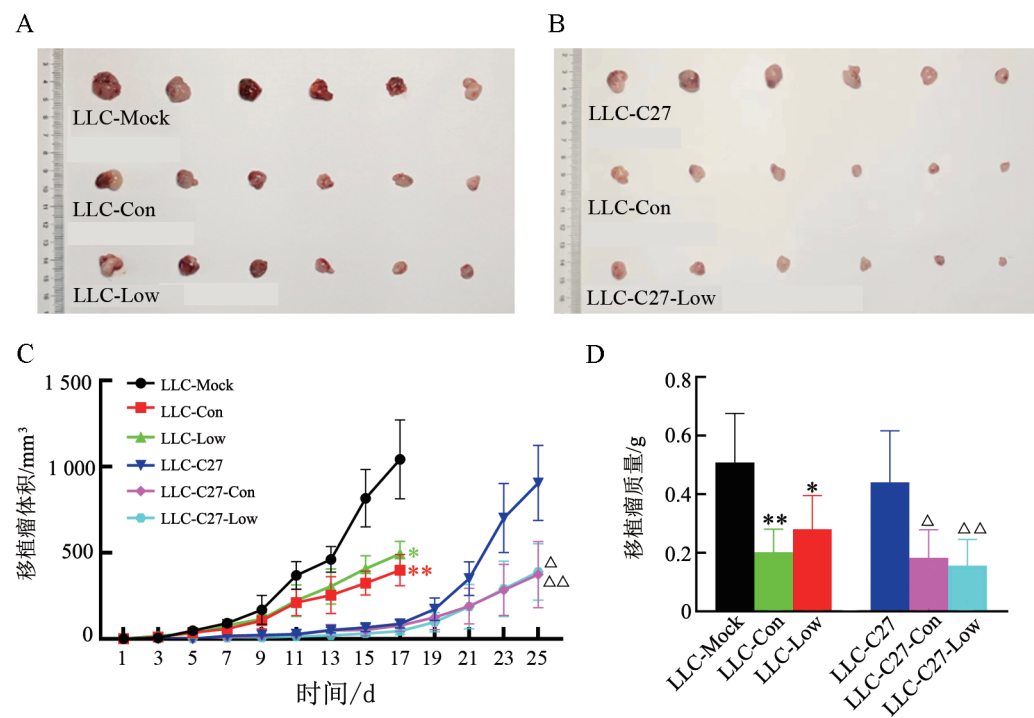 A
LLC-Mock
LLC-Con
LLC-Low
B
LLC-C27
LLC-Con
LLC-C27-Low
C
移植瘤体积/mm³
1 500
1 000
500
0
LLC-Mock
LLC-Con
LLC-Low
LLC-C27
LLC-C27-Con
LLC-C27-Low
*
**
△
△△
1 3 5 7 9 11 13 15 17 19 21 23 25
时间/d
D
移植瘤质量/g
0.8
0.6
0.4
0.2
0.0
**
*
△
△△
LLC-Mock
LLC-Con
LLC-Low
LLC-C27
LLC-C27-Con
LLC-C27-Low